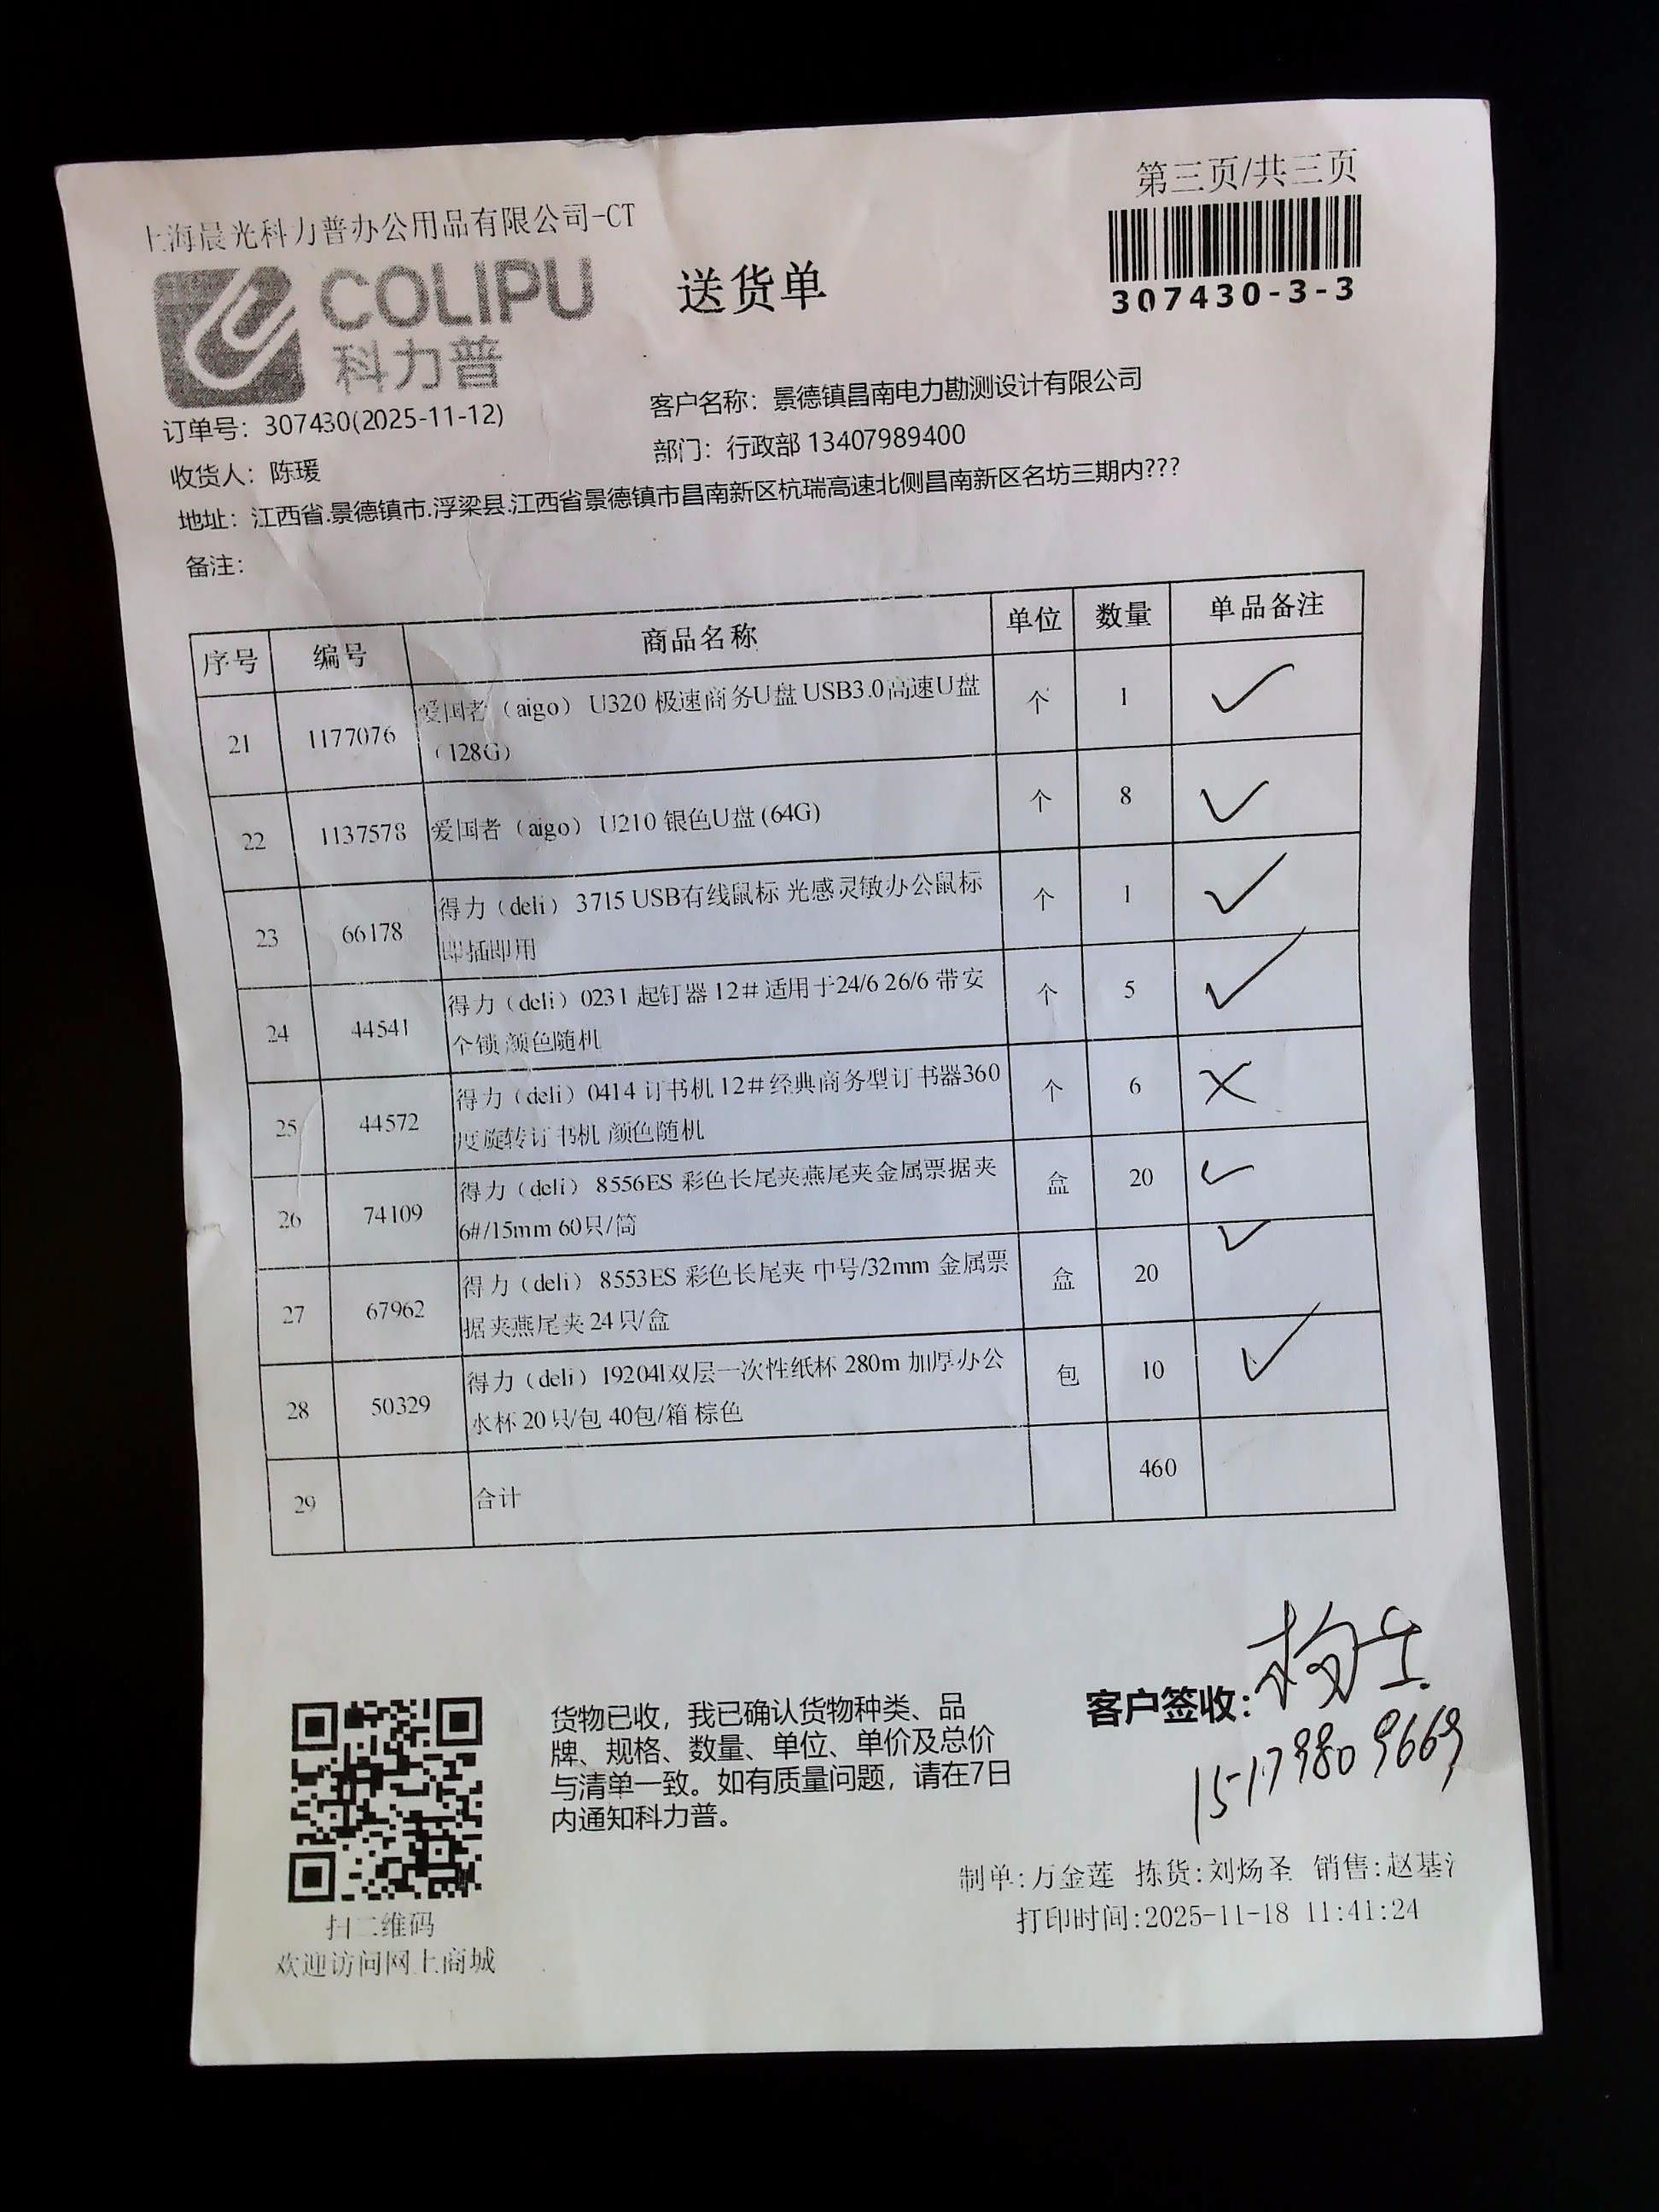 第三页/共三页
上海晨光科力普办公用品有限公司-CT
COLIPU
科力普
送货单
307430-3-3
订单号：307430(2025-11-12)
客户名称：景德镇昌南电力勘测设计有限公司
收货人：陈瑗
部门：行政部 13407989400
地址：江西省.景德镇市.浮梁县.江西省景德镇市昌南新区杭瑞高速北侧昌南新区名坊三期内???
备注：
序号 编号 商品名称 单位 数量 单品备注
21 1177076 爱国者（aigo） U320 极速商务U盘 USB3.0高速U盘 个 1 ✓
（128G）
22 1137578 爱国者（aigo） U210 银色U盘 (64G) 个 8 ✓
23 66178 得力（deli） 3715 USB有线鼠标 光感灵敏办公鼠标 个 1 ✓
即插即用
24 44541 得力（deli）0231 起钉器 12# 适用于24/6 26/6 带安 个 5 ✓
全锁 颜色随机
25 44572 得力（deli）0414 订书机 12# 经典商务型订书器360 个 6 ✗
度旋转订书机 颜色随机
26 74109 得力（deli） 8556ES 彩色长尾夹燕尾夹金属票据夹 盒 20 ✓
6#/15mm 60只/筒
27 67962 得力（deli） 8553ES 彩色长尾夹 中号/32mm 金属票 盒 20 ✓
据夹燕尾夹 24只/盒
28 50329 得力（deli）19204l双层一次性纸杯 280m 加厚办公 包 10 ✓
水杯 20只/包 40包/箱 棕色
29 合计 460
货物已收，我已确认货物种类、品
牌、规格、数量、单位、单价及总价
与清单一致。如有质量问题，请在7日
内通知科力普。
客户签收：
15179809669
扫二维码
欢迎访问网上商城
制单:万金莲 拣货:刘炀圣 销售:赵基
打印时间:2025-11-18 11:41:24